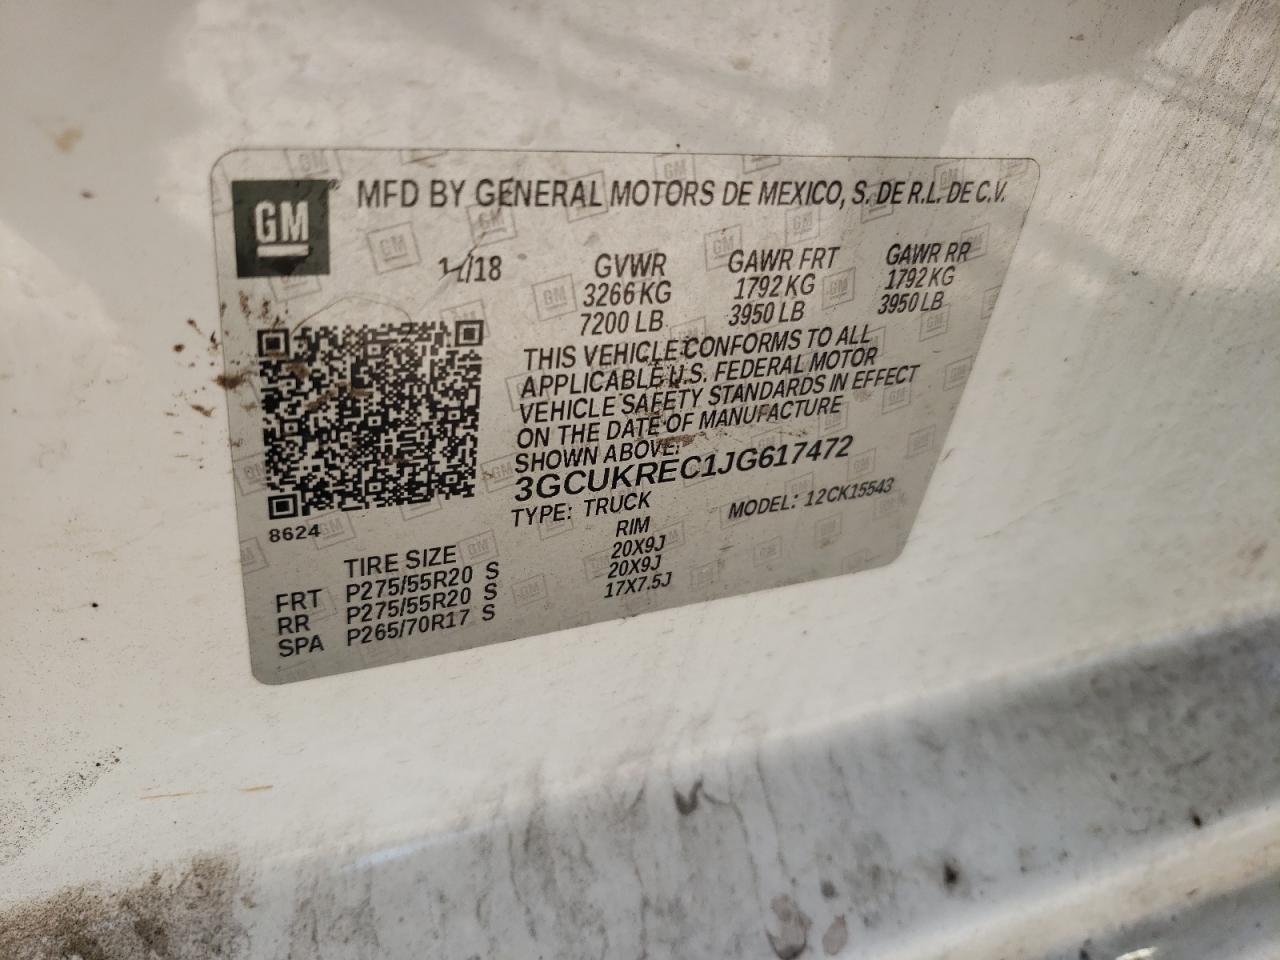 GM
MFD BY GENERAL MOTORS DE MEXICO, S. DE R.L. DE C.V.
/18 GVWR GAWR FRT GAWR RR
3266 KG 1792 KG 1792 KG
7200 LB 3950 LB 3950 LB
THIS VEHICLE CONFORMS TO ALL
APPLICABLE U.S. FEDERAL MOTOR
VEHICLE SAFETY STANDARDS IN EFFECT
ON THE DATE OF MANUFACTURE
SHOWN ABOVE.
3GCUKREC1JG617472
TYPE: TRUCK MODEL: 12CK15543
8624
TIRE SIZE RIM
FRT P275/55R20 S 20X9J
RR P275/55R20 S 20X9J
SPA P265/70R17 S 17X7.5J